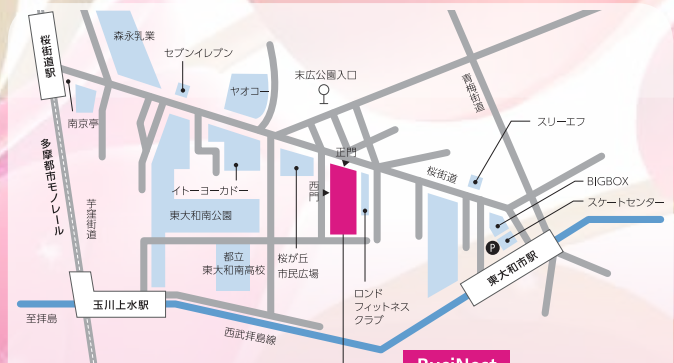 桜街道駅
森永乳業
セブンイレブン
ヤオコー
末広公園入口
青梅街道
南京亭
スリーエフ
正門
桜街道
多摩都市モノレール
芋窪街道
イトーヨーカドー
西門
BIGBOX
スケートセンター
東大和南公園
P
都立
東大和南高校
桜が丘
市民広場
東大和市駅
ロンド
フィットネス
クラブ
玉川上水駅
至拝島
西武拝島線
BusiNest